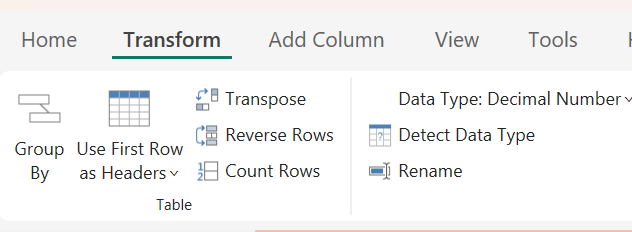 Home Transform Add Column View Tools
Group By
Use First Row as Headers
Transpose
Reverse Rows
Count Rows
Table
Data Type: Decimal Number
Detect Data Type
Rename